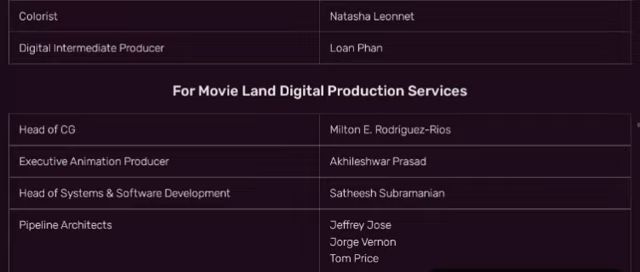 Colorist
Natasha Leonnet
Digital Intermediate Producer
Loan Phan
For Movie Land Digital Production Services
Head of CG
Milton E. Rodriguez-Rios
Executive Animation Producer
Akhileshwar Prasad
Head of Systems & Software Development
Satheesh Subramanian
Pipeline Architects
Jeffrey Jose
Jorge Vernon
Tom Price